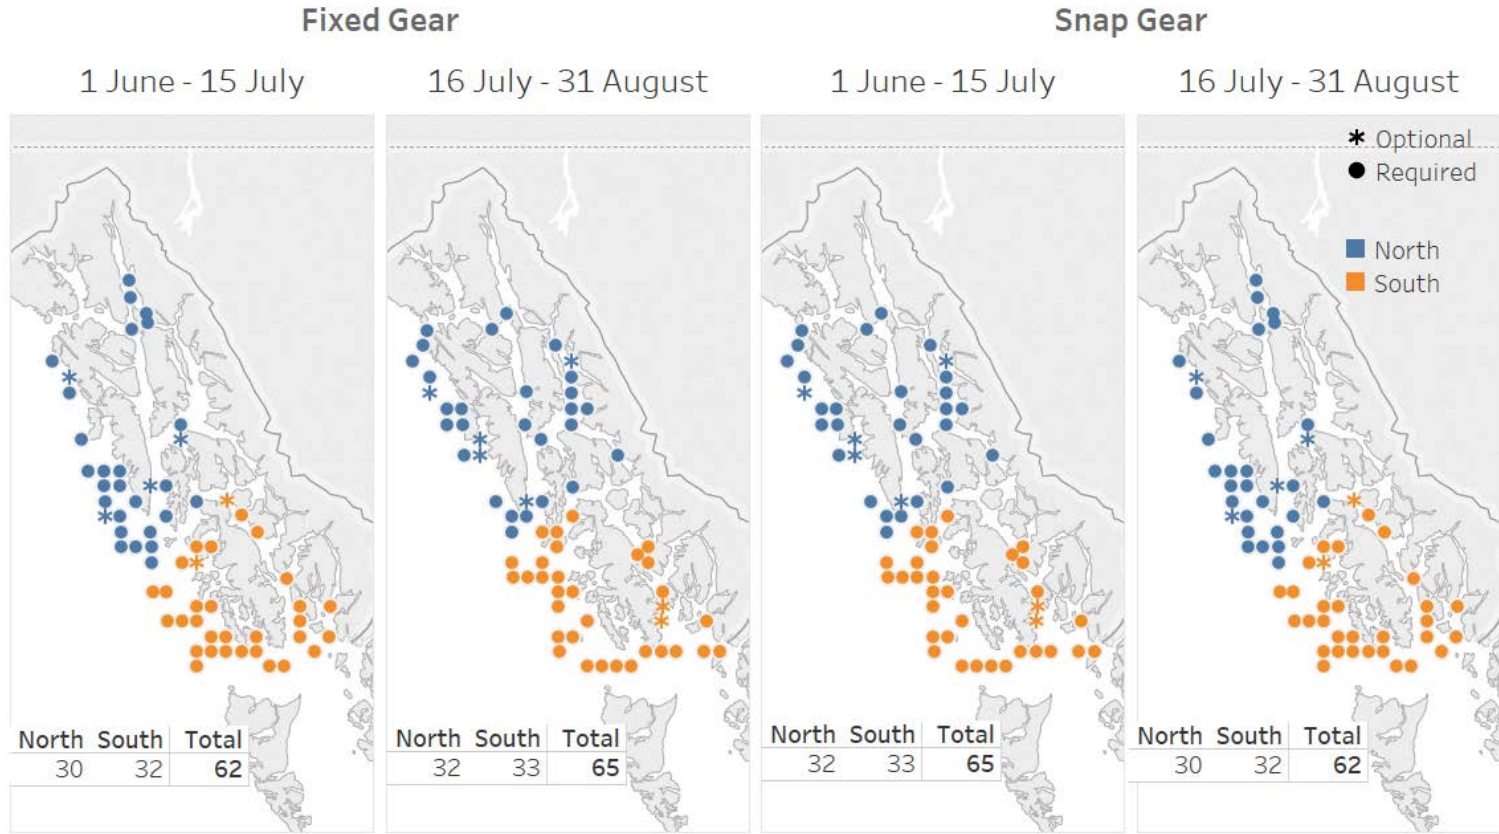 Fixed Gear
Snap Gear
1 June - 15 July
16 July - 31 August
1 June - 15 July
16 July - 31 August
* Optional
Required
North
South
North South Total
30 32 62
North South Total
32 33 65
North South Total
32 33 65
North South Total
30 32 62